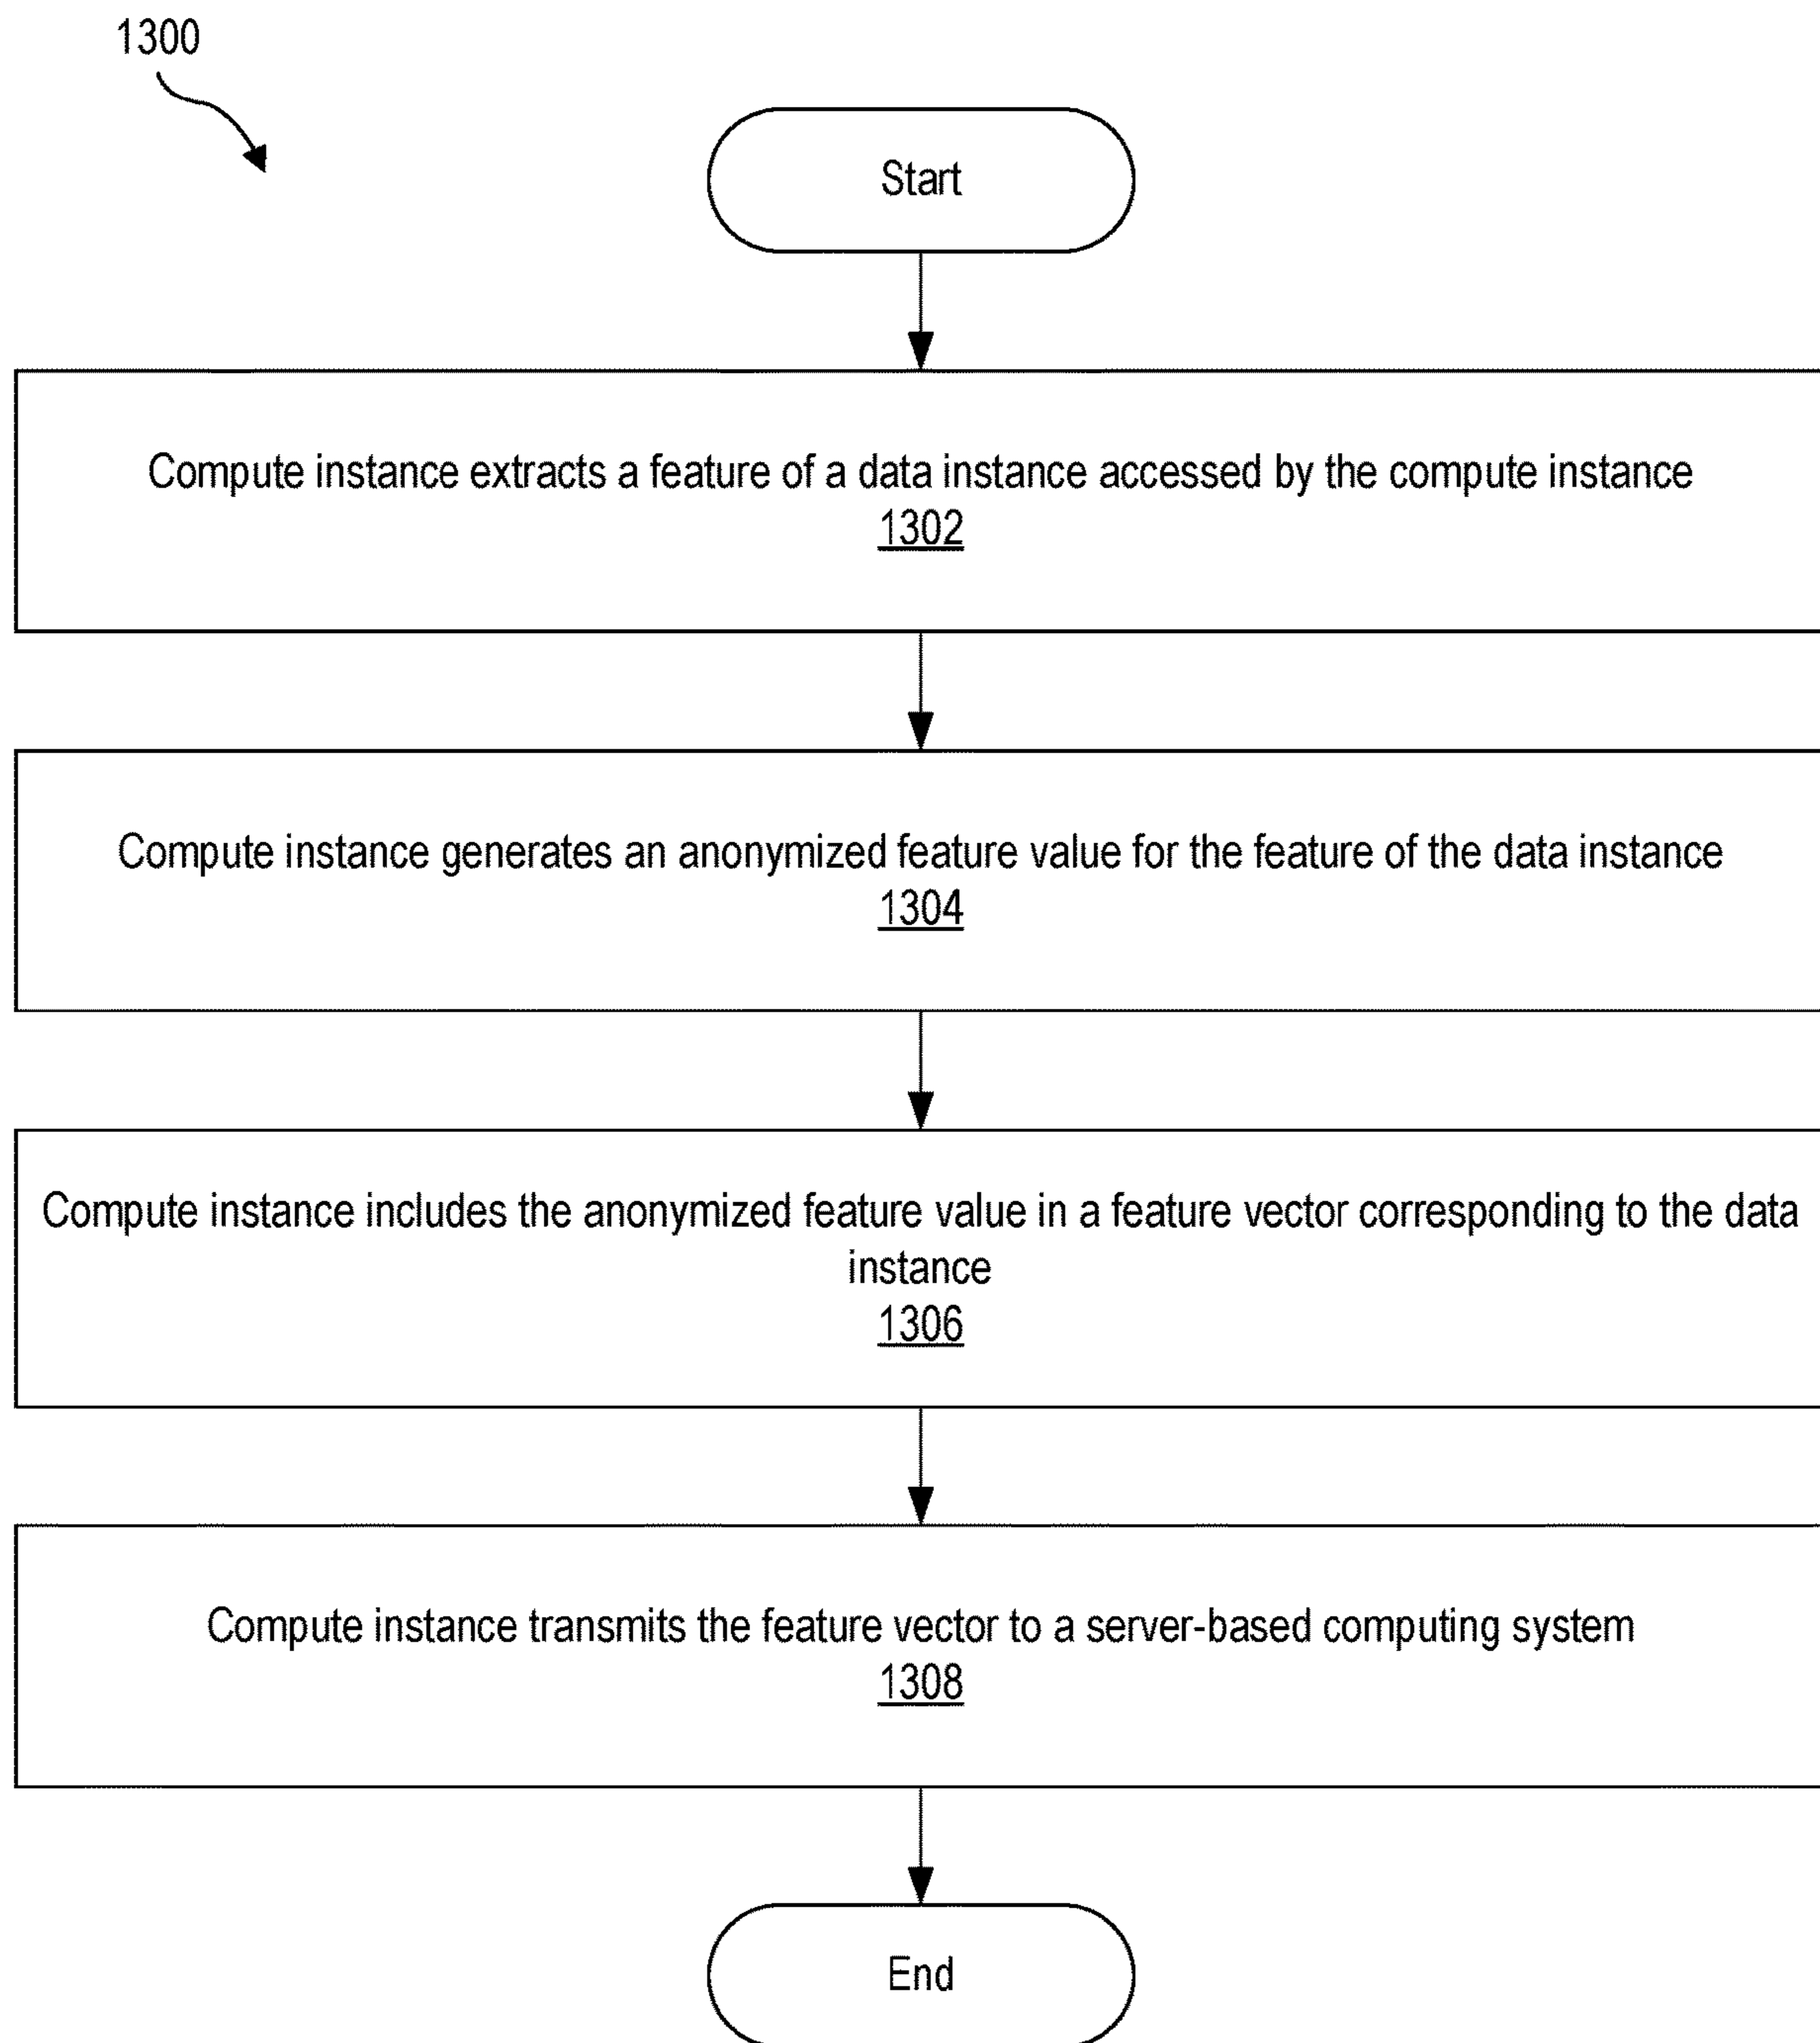 1300
Start
Compute instance extracts a feature of a data instance accessed by the compute instance
1302
Compute instance generates an anonymized feature value for the feature of the data instance
1304
Compute instance includes the anonymized feature value in a feature vector corresponding to the data
instance
1306
Compute instance transmits the feature vector to a server-based computing system
1308
End